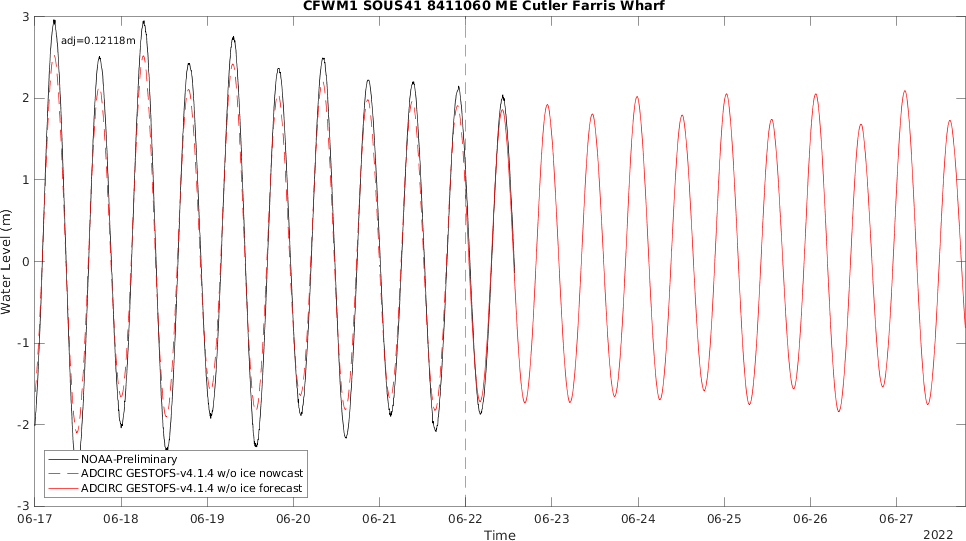 CFWM1 SOUS41 8411060 ME Cutler Farris Wharf
3
adj=0.12118m
2
1
0
-1
-2
-3
Water Level (m)
NOAA-Preliminary
ADCIRC GESTOFS-v4.1.4 w/o ice nowcast
ADCIRC GESTOFS-v4.1.4 w/o ice forecast
06-17 06-18 06-19 06-20 06-21 06-22 06-23 06-24 06-25 06-26 06-27
Time
2022